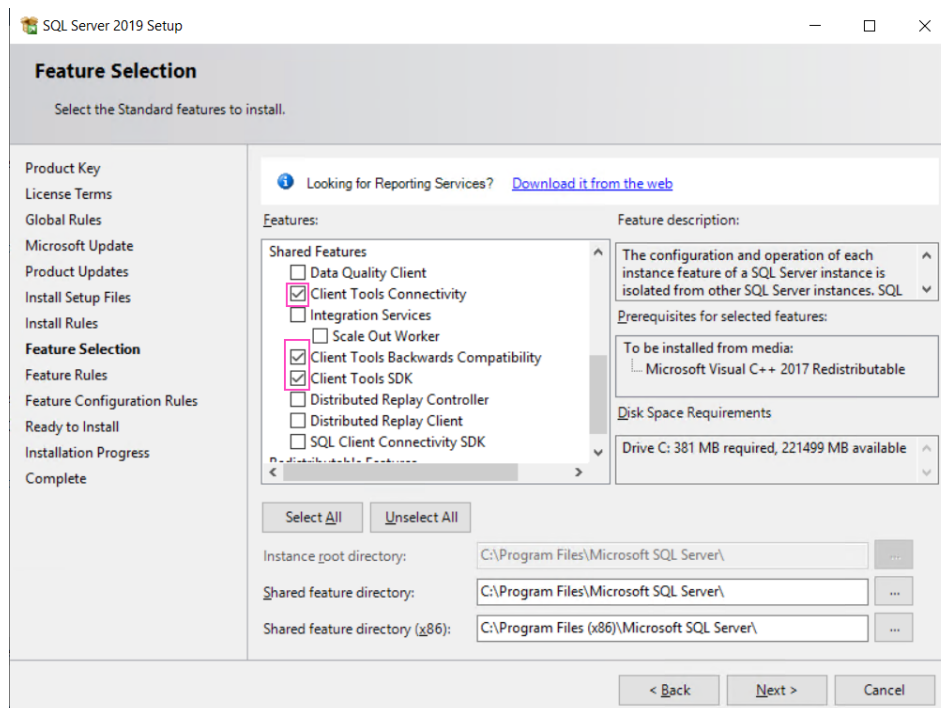 SQL Server 2019 Setup
Feature Selection
Select the Standard features to install.
Product Key
License Terms
Global Rules
Microsoft Update
Product Updates
Install Setup Files
Install Rules
Feature Selection
Feature Rules
Feature Configuration Rules
Ready to Install
Installation Progress
Complete
Looking for Reporting Services? Download it from the web
Features:
Shared Features
Data Quality Client
Client Tools Connectivity
Integration Services
Scale Out Worker
Client Tools Backwards Compatibility
Client Tools SDK
Distributed Replay Controller
Distributed Replay Client
SQL Client Connectivity SDK
Redistributable Features
Feature description:
The configuration and operation of each
instance feature of a SQL Server instance is
isolated from other SQL Server instances. SQL
Prerequisites for selected features:
To be installed from media:
Microsoft Visual C++ 2017 Redistributable
Disk Space Requirements
Drive C: 381 MB required, 221499 MB available
Select All
Unselect All
Instance root directory:
C:\Program Files\Microsoft SQL Server\
...
Shared feature directory:
C:\Program Files\Microsoft SQL Server\
...
Shared feature directory (x86):
C:\Program Files (x86)\Microsoft SQL Server\
...
< Back
Next >
Cancel